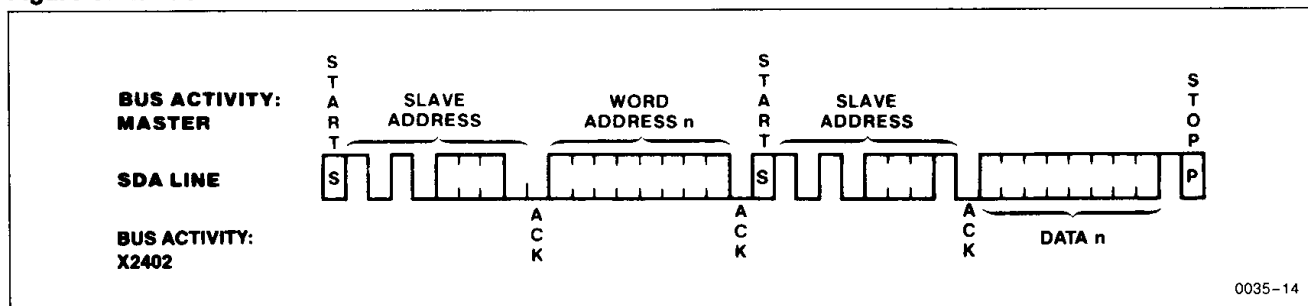 START
START
STOP
BUS ACTIVITY:
MASTER
SLAVE
ADDRESS
WORD
ADDRESS n
SLAVE
ADDRESS
SDA LINE
S
S
P
BUS ACTIVITY:
X2402
ACK
ACK
ACK
DATA n
0035-14